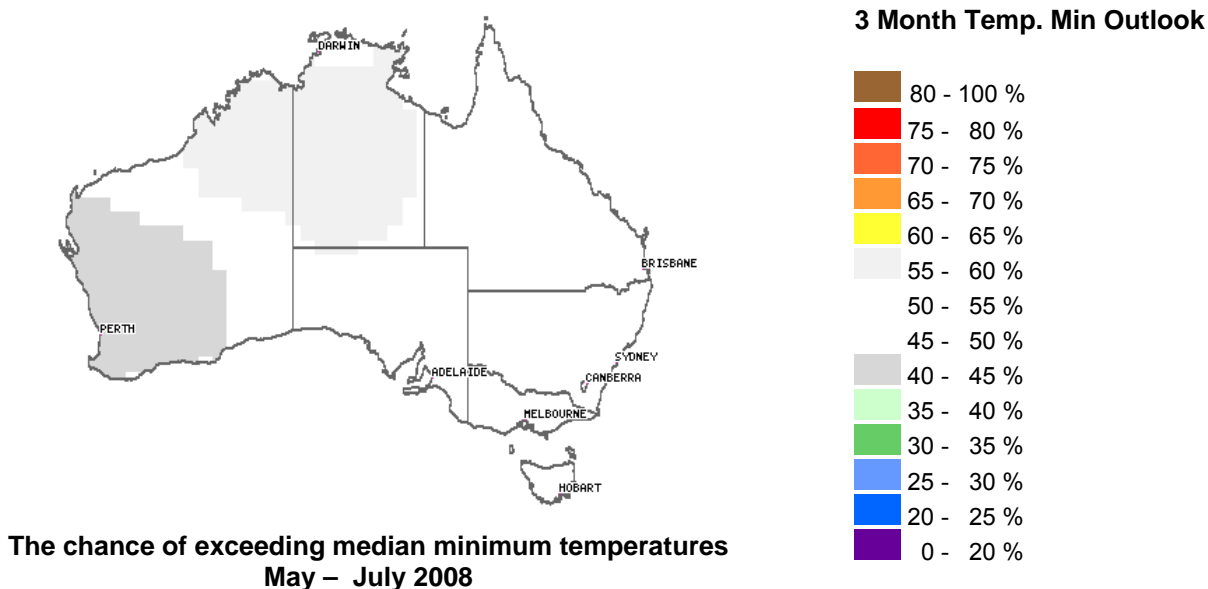 3 Month Temp. Min Outlook
DARWIN
BRISBANE
PERTH
SYDNEY
ADELAIDE
CANBERRA
MELBOURNE
HOBART
80 - 100 %
75 - 80 %
70 - 75 %
65 - 70 %
60 - 65 %
55 - 60 %
50 - 55 %
45 - 50 %
40 - 45 %
35 - 40 %
30 - 35 %
25 - 30 %
20 - 25 %
0 - 20 %
The chance of exceeding median minimum temperatures
May – July 2008